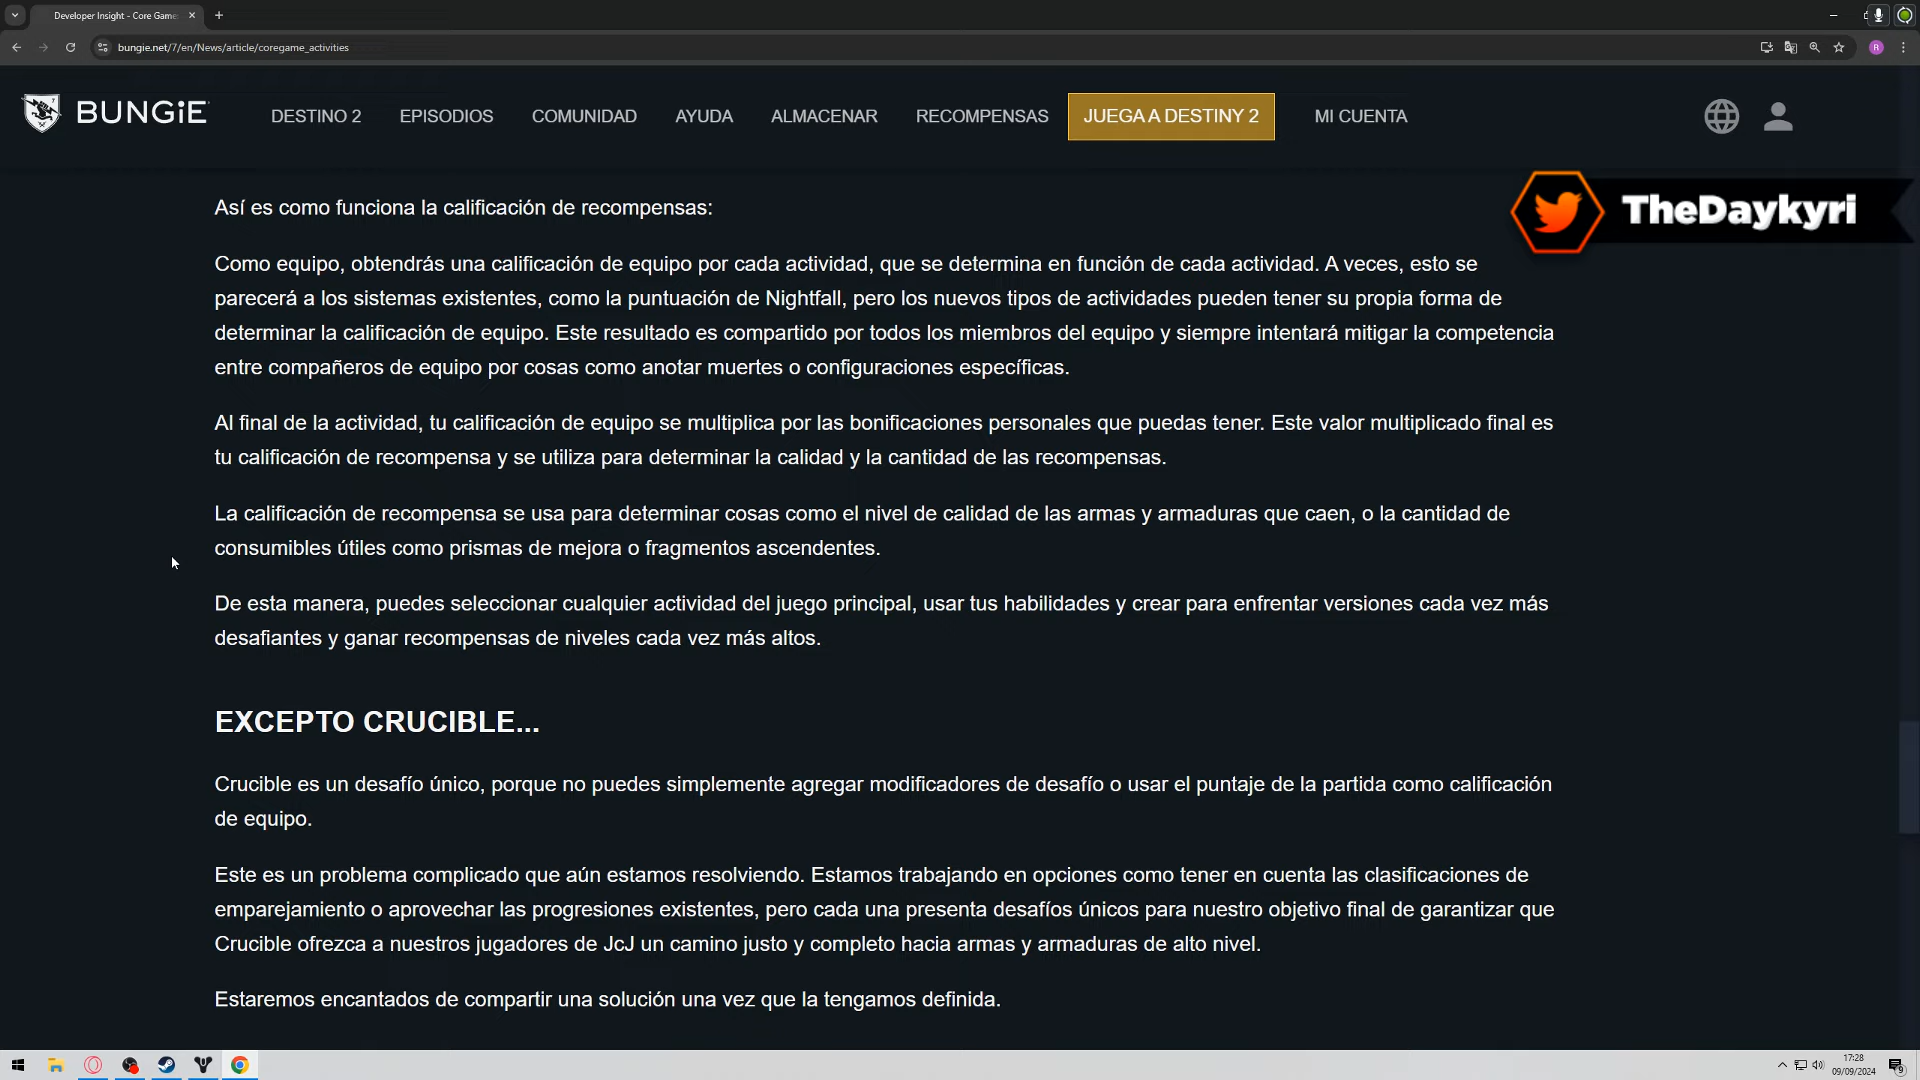 Developer Insight - Core Game
bungie.net/7/en/News/article/coregame_activities
R
BUNGiE
DESTINO 2
EPISODIOS
COMUNIDAD
AYUDA
ALMACENAR
RECOMPENSAS
JUEGA A DESTINY 2
MI CUENTA
TheDaykyri
Así es como funciona la calificación de recompensas:
Como equipo, obtendrás una calificación de equipo por cada actividad, que se determina en función de cada actividad. A veces, esto se
parecerá a los sistemas existentes, como la puntuación de Nightfall, pero los nuevos tipos de actividades pueden tener su propia forma de
determinar la calificación de equipo. Este resultado es compartido por todos los miembros del equipo y siempre intentará mitigar la competencia
entre compañeros de equipo por cosas como anotar muertes o configuraciones específicas.
Al final de la actividad, tu calificación de equipo se multiplica por las bonificaciones personales que puedas tener. Este valor multiplicado final es
tu calificación de recompensa y se utiliza para determinar la calidad y la cantidad de las recompensas.
La calificación de recompensa se usa para determinar cosas como el nivel de calidad de las armas y armaduras que caen, o la cantidad de
consumibles útiles como prismas de mejora o fragmentos ascendentes.
De esta manera, puedes seleccionar cualquier actividad del juego principal, usar tus habilidades y crear para enfrentar versiones cada vez más
desafiantes y ganar recompensas de niveles cada vez más altos.
EXCEPTO CRUCIBLE...
Crucible es un desafío único, porque no puedes simplemente agregar modificadores de desafío o usar el puntaje de la partida como calificación
de equipo.
Este es un problema complicado que aún estamos resolviendo. Estamos trabajando en opciones como tener en cuenta las clasificaciones de
emparejamiento o aprovechar las progresiones existentes, pero cada una presenta desafíos únicos para nuestro objetivo final de garantizar que
Crucible ofrezca a nuestros jugadores de JcJ un camino justo y completo hacia armas y armaduras de alto nivel.
Estaremos encantados de compartir una solución una vez que la tengamos definida.
17:28
09/09/2024